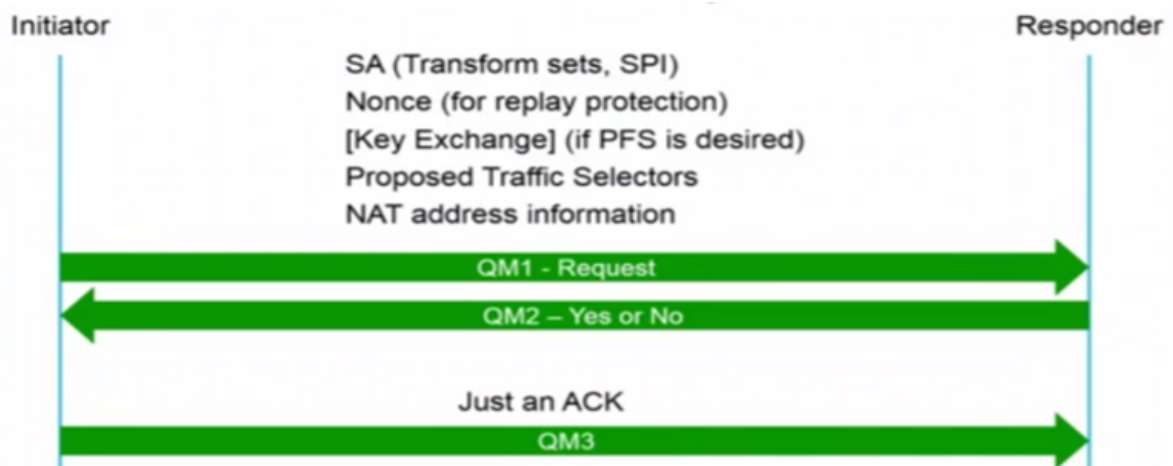 Initiator
Responder
SA (Transform sets, SPI)
Nonce (for replay protection)
[Key Exchange] (if PFS is desired)
Proposed Traffic Selectors
NAT address information
QM1 - Request
QM2 – Yes or No
Just an ACK
QM3